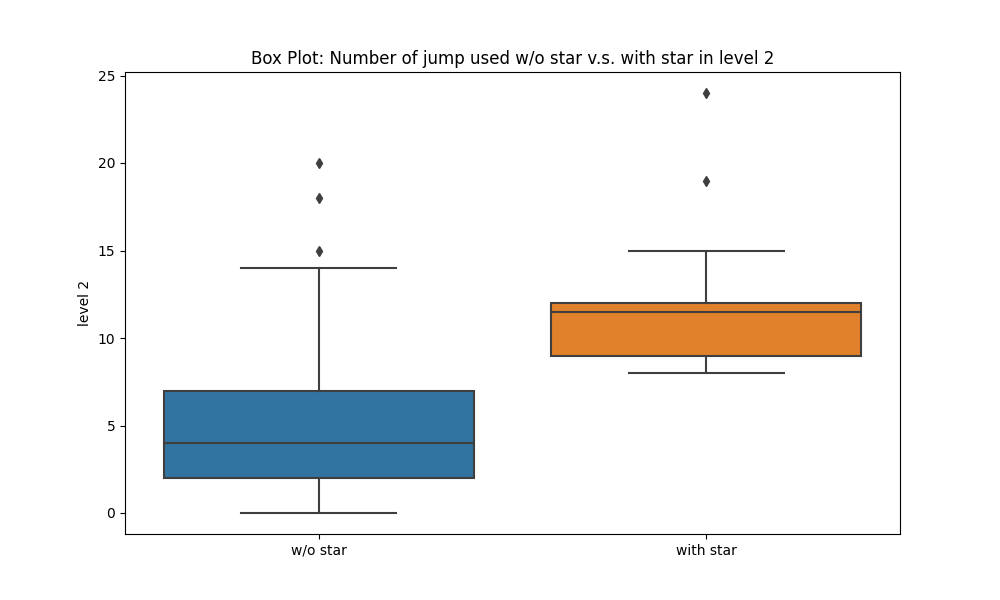 Box Plot: Number of jump used w/o star v.s. with star in level 2
25
20
15
10
5
0
level 2
w/o star
with star